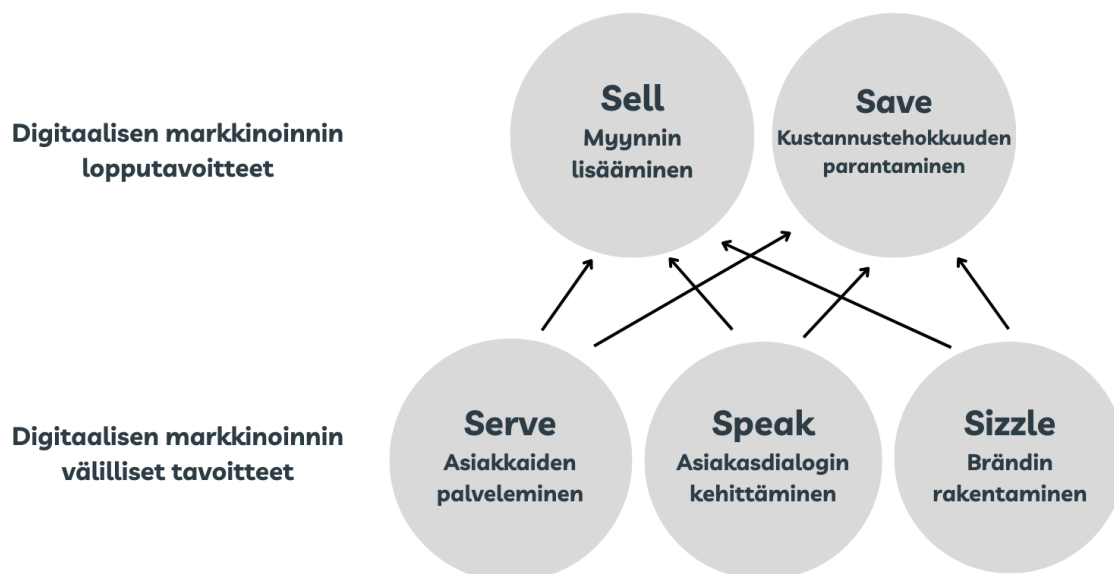 Digitaalisen markkinoinnin
lopputavoitteet
Sell
Myynnin
lisääminen
Save
Kustannustehokkuuden
parantaminen
Digitaalisen markkinoinnin
välilliset tavoitteet
Serve
Asiakkaiden
palveleminen
Speak
Asiakasdialogin
kehittäminen
Sizzle
Brändin
rakentaminen